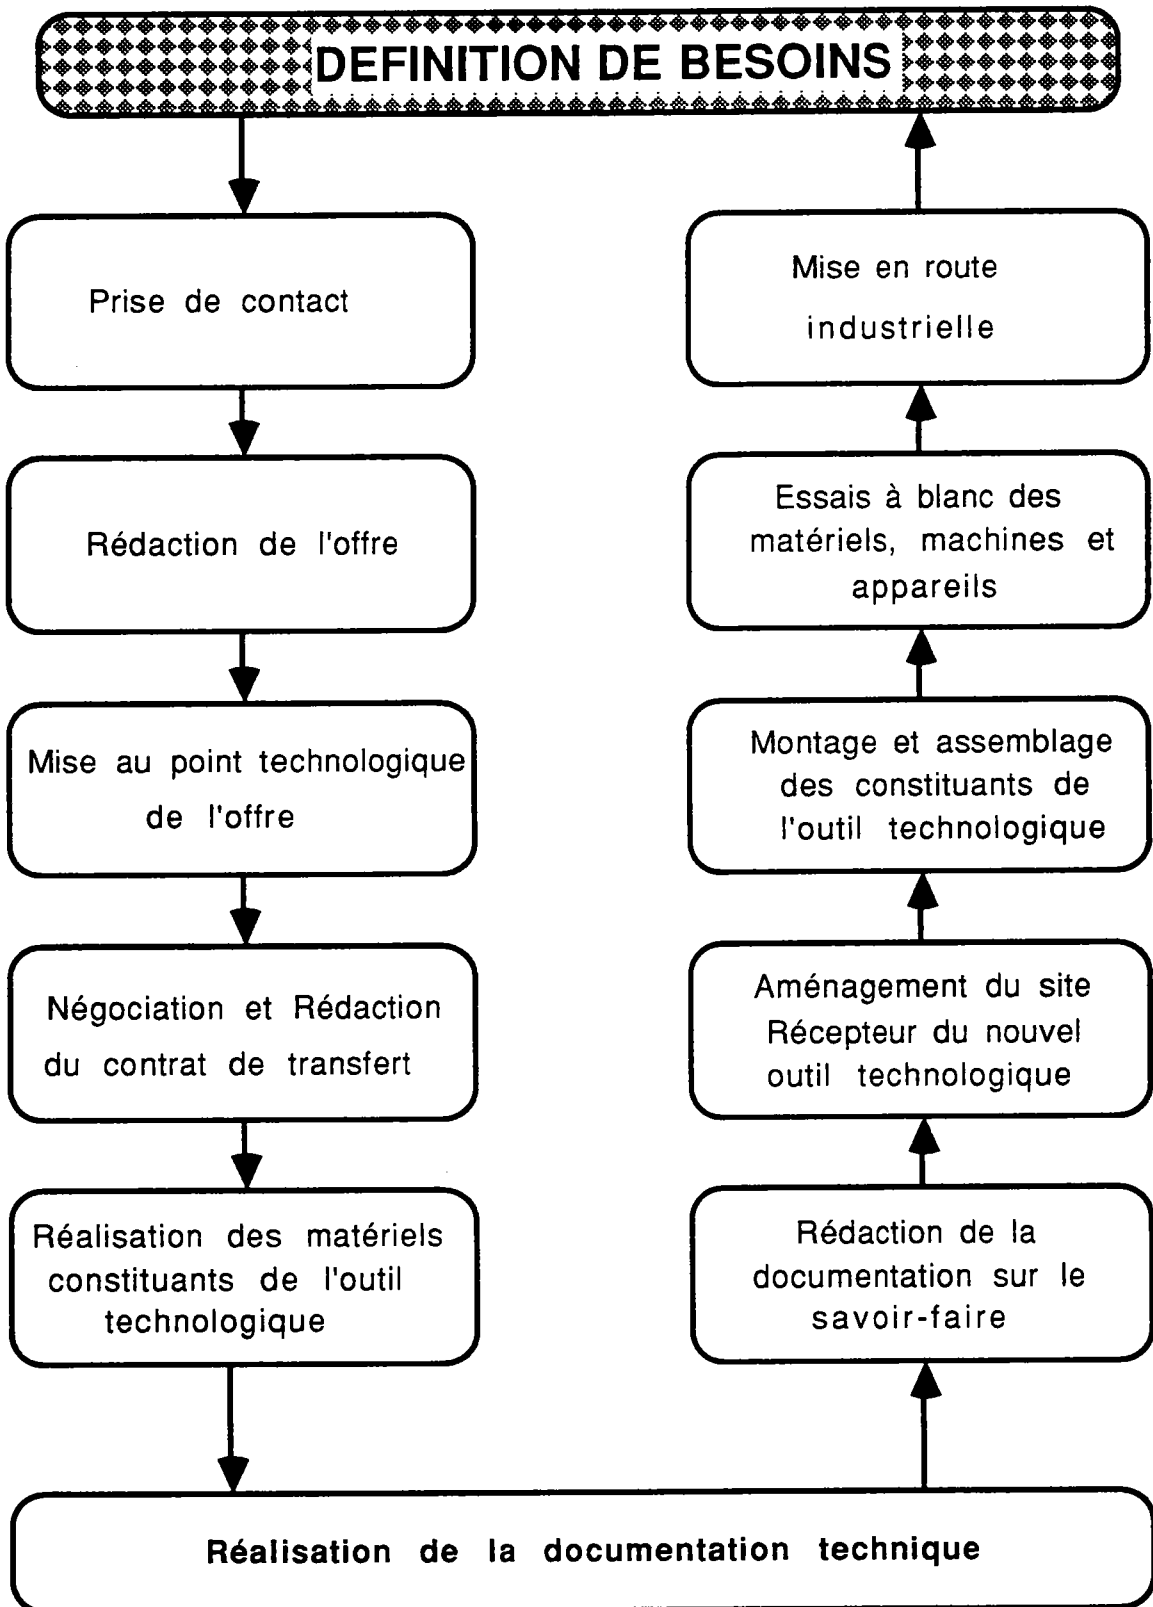 DEFINITION DE BESOINS
Prise de contact
Rédaction de l'offre
Mise au point technologique
de l'offre
Négociation et Rédaction
du contrat de transfert
Réalisation des matériels
constituants de l'outil
technologique
Réalisation de la documentation technique
Rédaction de la
documentation sur le
savoir-faire
Aménagement du site
Récepteur du nouvel
outil technologique
Montage et assemblage
des constituants de
l'outil technologique
Essais à blanc des
matériels, machines et
appareils
Mise en route
industrielle